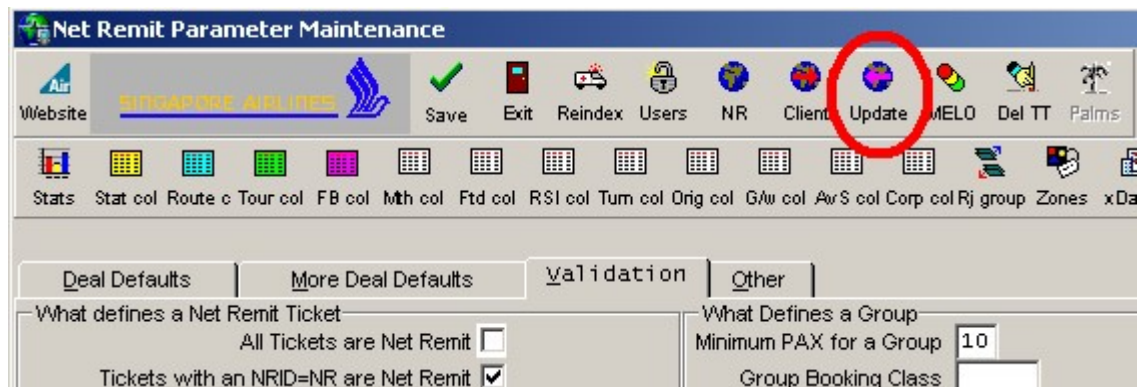 Net Remit Parameter Maintenance
Air
SINGAPORE AIRLINES
Website Save Exit Reindex Users NR Client Update MELO Del TT Palms
Stats Stat col Route c Tour col FB col Mth col Ftd col RSI col Turn col Orig col G/w col Av S col Corp col Rj group Zones xDa
Deal Defaults More Deal Defaults Validation Other
What defines a Net Remit Ticket What Defines a Group
All Tickets are Net Remit Minimum PAX for a Group 10
Tickets with an NRID=NR are Net Remit Group Booking Class